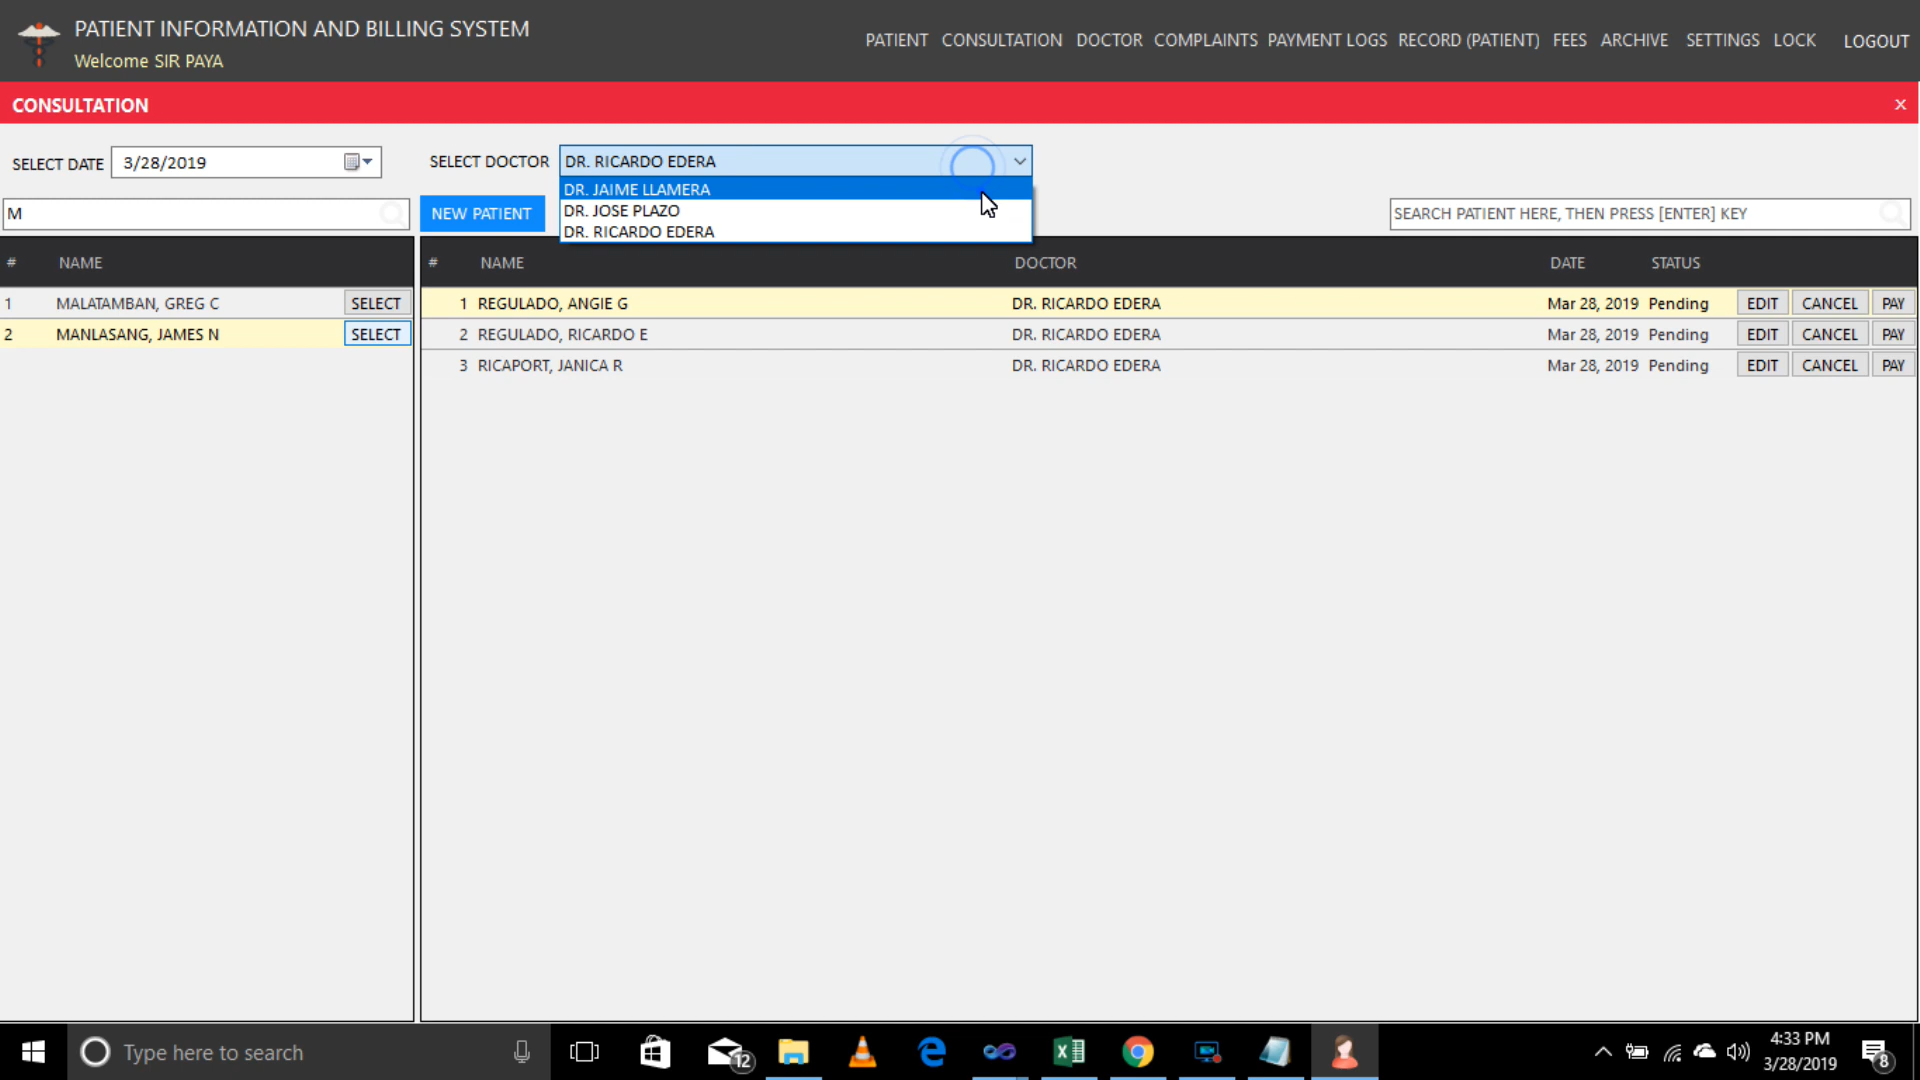 PATIENT INFORMATION AND BILLING SYSTEM
Welcome SIR PAYA
PATIENT CONSULTATION DOCTOR COMPLAINTS PAYMENT LOGS RECORD (PATIENT) FEES ARCHIVE SETTINGS LOCK LOGOUT
CONSULTATION x
SELECT DATE 3/28/2019 SELECT DOCTOR DR. RICARDO EDERA
DR. JAIME LLAMERA
DR. JOSE PLAZO
DR. RICARDO EDERA
M NEW PATIENT SEARCH PATIENT HERE, THEN PRESS [ENTER] KEY
# NAME
1 MALATAMBAN, GREG C SELECT
2 MANLASANG, JAMES N SELECT
# NAME DOCTOR DATE STATUS
1 REGULADO, ANGIE G DR. RICARDO EDERA Mar 28, 2019 Pending EDIT CANCEL PAY
2 REGULADO, RICARDO E DR. RICARDO EDERA Mar 28, 2019 Pending EDIT CANCEL PAY
3 RICAPORT, JANICA R DR. RICARDO EDERA Mar 28, 2019 Pending EDIT CANCEL PAY
Type here to search
12
4:33 PM
3/28/2019
8